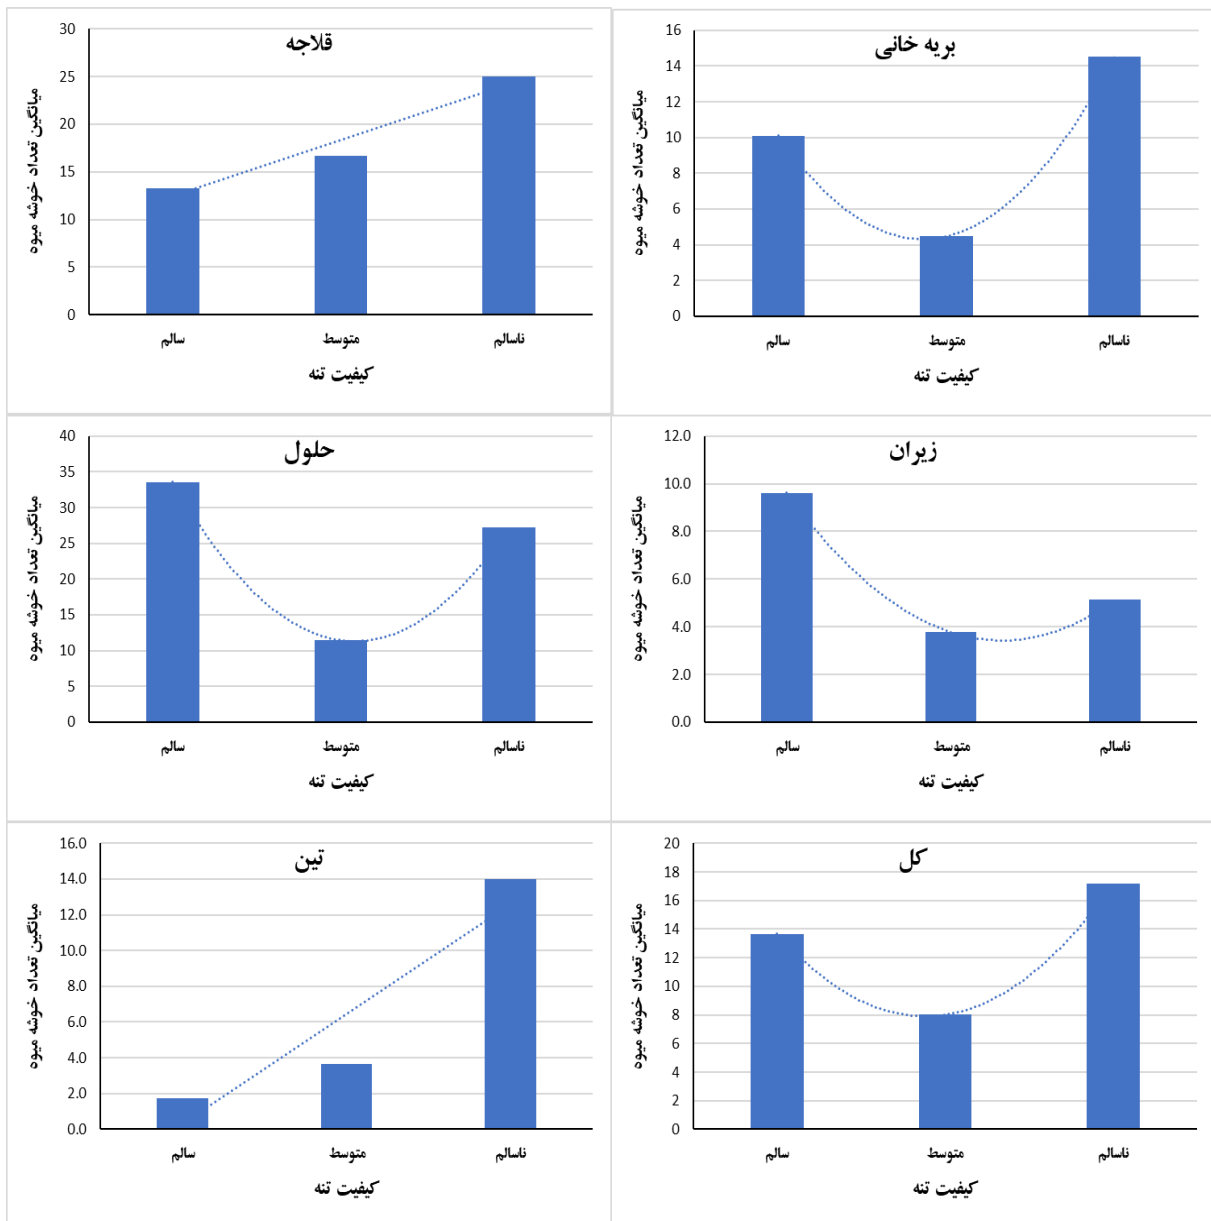 قلاجه
میانگین تعداد خوشه میوه
30
25
20
15
10
5
0
سالم متوسط ناسالم
کیفیت تنه
بریه خانی
میانگین تعداد خوشه میوه
16
14
12
10
8
6
4
2
0
سالم متوسط ناسالم
کیفیت تنه
حلول
میانگین تعداد خوشه میوه
40
35
30
25
20
15
10
5
0
سالم متوسط ناسالم
کیفیت تنه
زیران
میانگین تعداد خوشه میوه
12.0
10.0
8.0
6.0
4.0
2.0
0.0
سالم متوسط ناسالم
کیفیت تنه
تین
میانگین تعداد خوشه میوه
16.0
14.0
12.0
10.0
8.0
6.0
4.0
2.0
0.0
سالم متوسط ناسالم
کیفیت تنه
کل
میانگین تعداد خوشه میوه
20
18
16
14
12
10
8
6
4
2
0
سالم متوسط ناسالم
کیفیت تنه